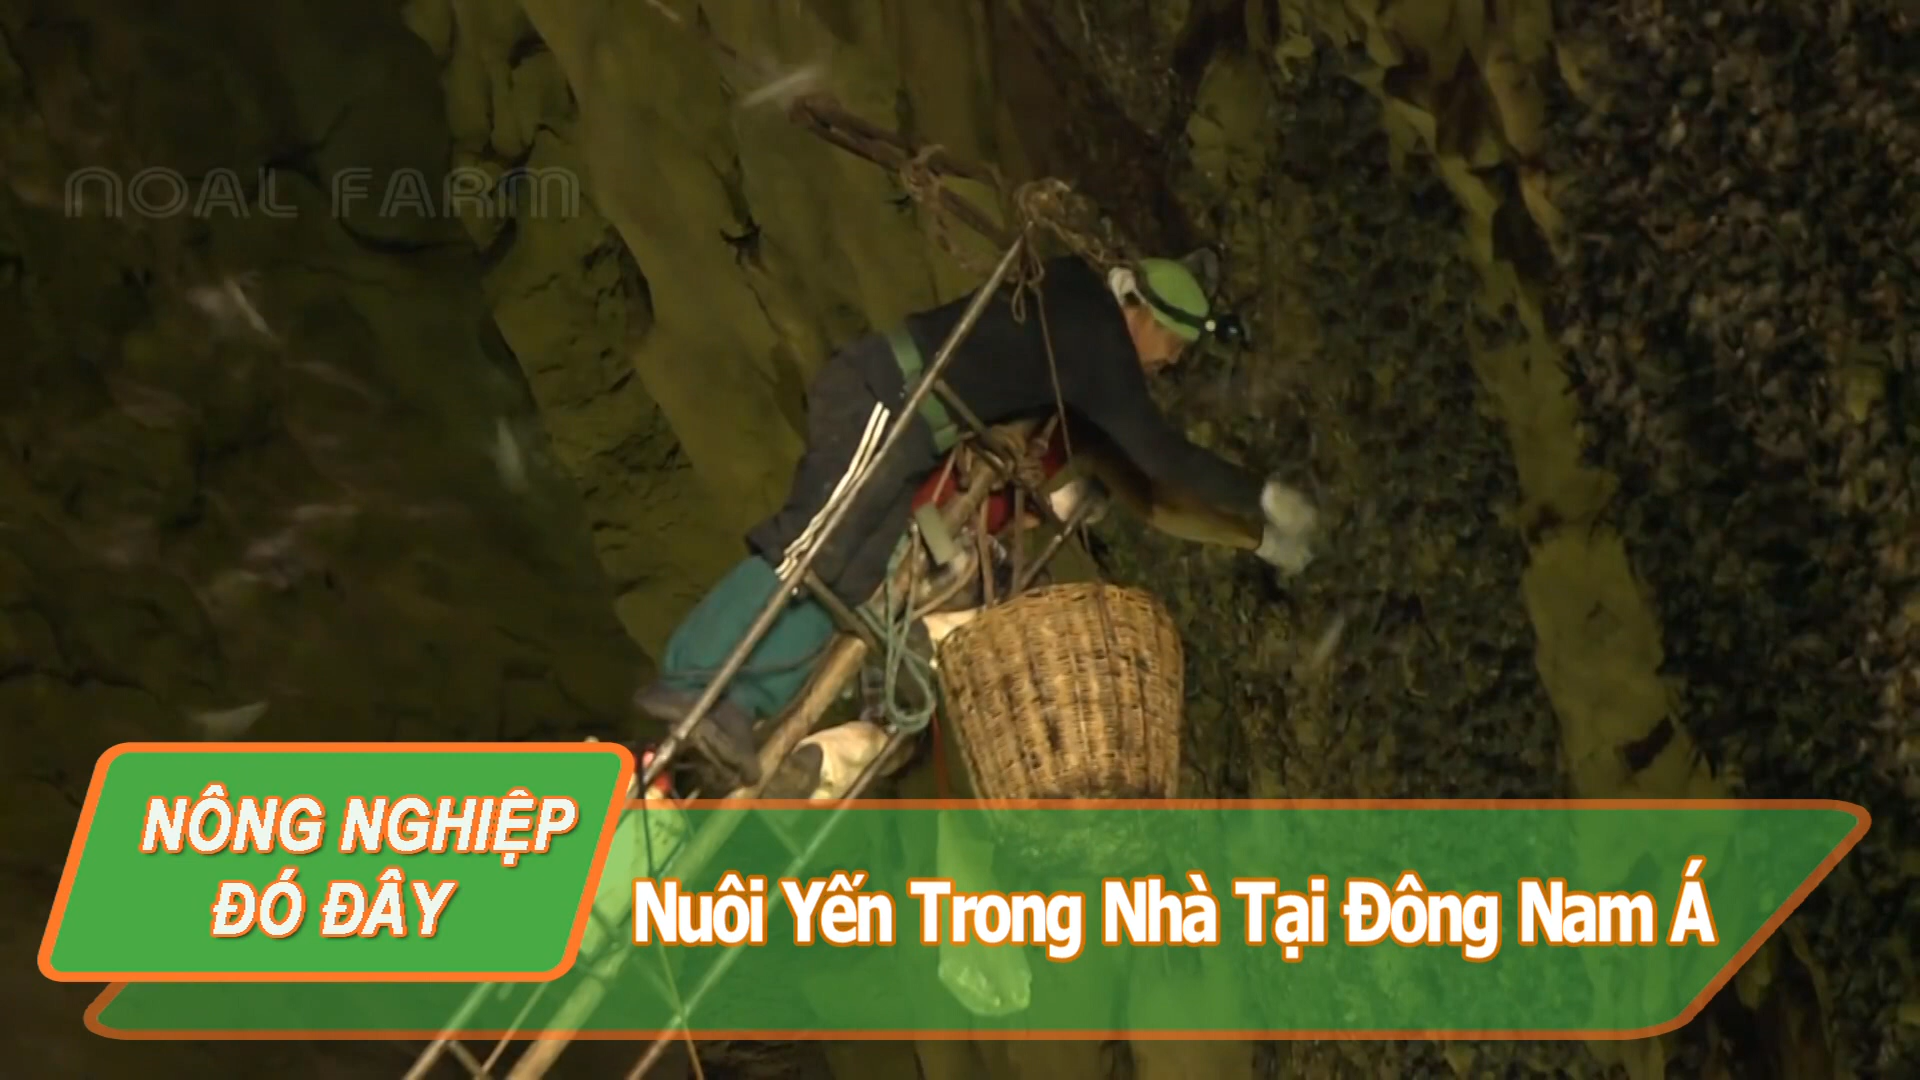 NOAL FARM
NÔNG NGHIỆP
ĐÓ ĐÂY
Nuôi Yến Trong Nhà Tại Đông Nam Á